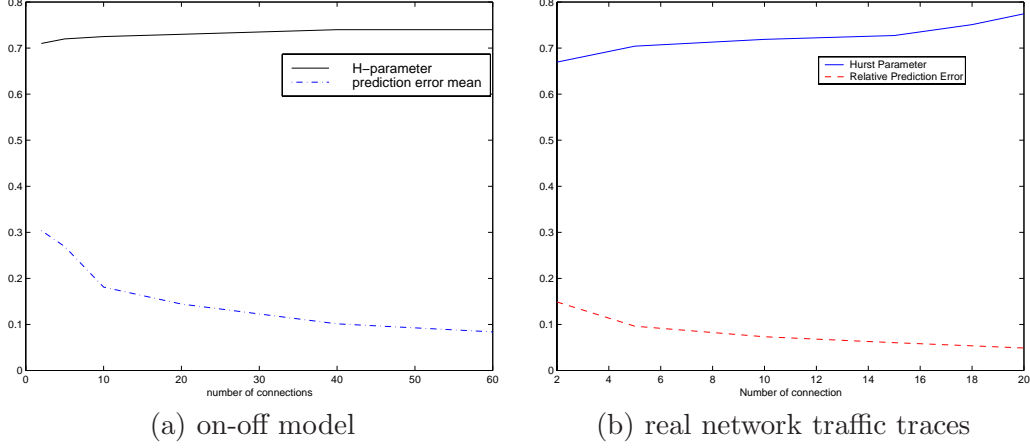 0.8
0.7
0.6
0.5
0.4
0.3
0.2
0.1
0
0 10 20 30 40 50 60
number of connections
H-parameter
prediction error mean
(a) on-off model
0.8
0.7
0.6
0.5
0.4
0.3
0.2
0.1
0
2 4 6 8 10 12 14 16 18 20
Number of connection
Hurst Parameter
Relative Prediction Error
(b) real network traffic traces